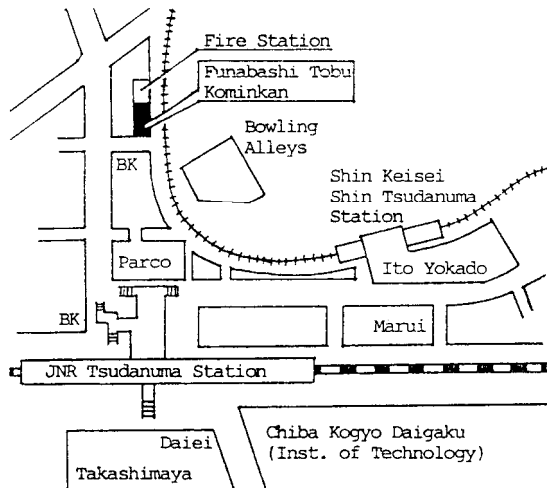 Fire Station
Funabashi Tobu
Kominkan
Bowling
Alleys
BK
Shin Keisei
Shin Tsudanuma
Station
Parco
Ito Yokado
BK
Marui
JNR Tsudanuma Station
Daiei
Takashimaya
Chiba Kogyo Daigaku
(Inst. of Technology)